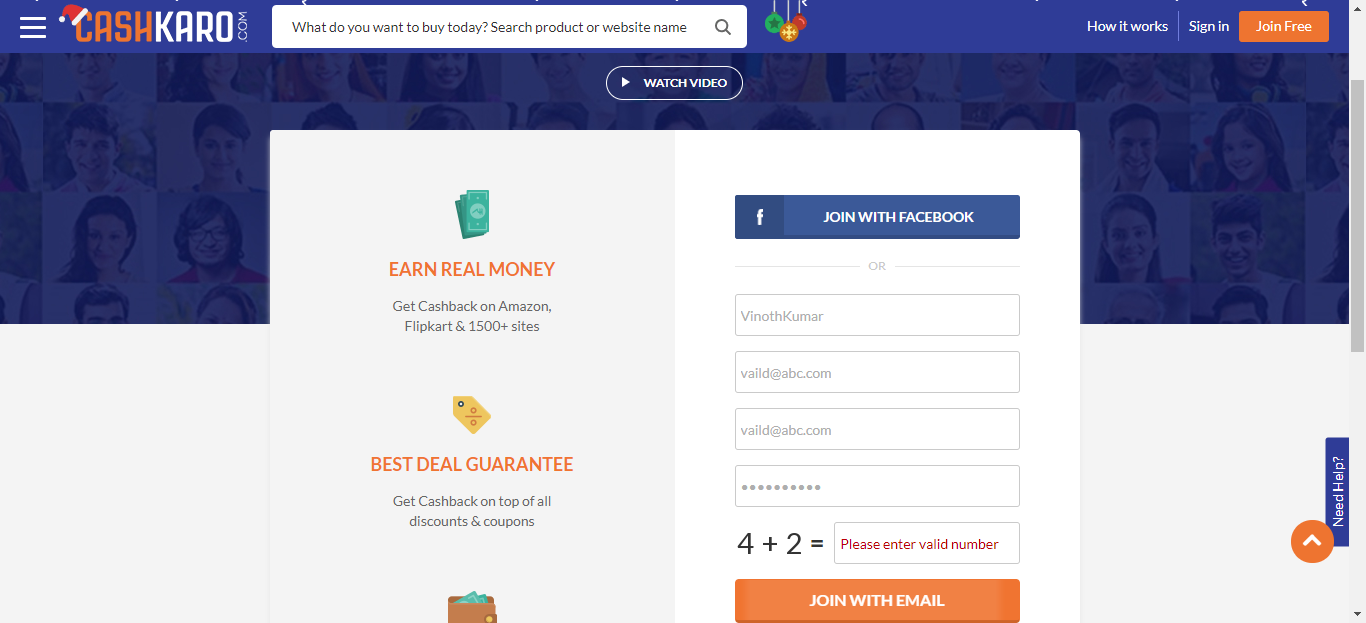 CASHKARO.COM
What do you want to buy today? Search product or website name
How it works
Sign in
Join Free
WATCH VIDEO
EARN REAL MONEY
Get Cashback on Amazon,
Flipkart & 1500+ sites
BEST DEAL GUARANTEE
Get Cashback on top of all
discounts & coupons
f
JOIN WITH FACEBOOK
OR
VinothKumar
vaild@abc.com
vaild@abc.com
••••••••••
4 + 2 =
Please enter valid number
JOIN WITH EMAIL
Need Help?